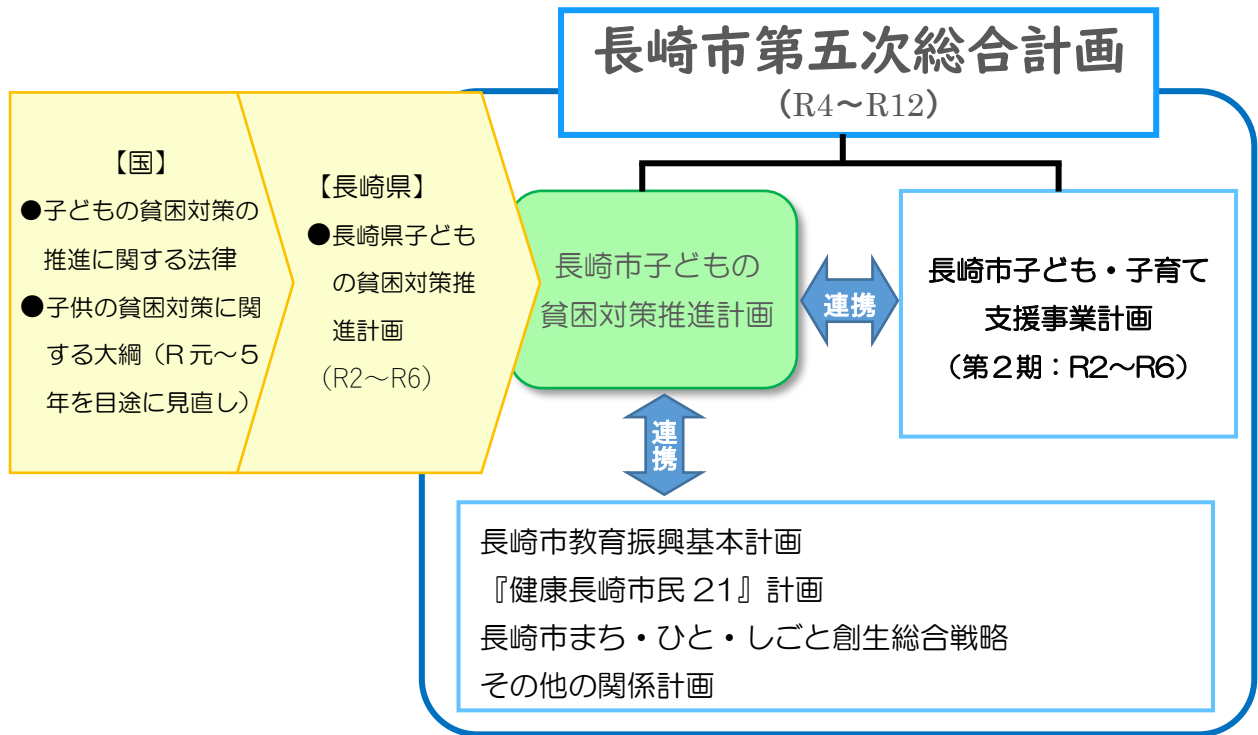 長崎市第五次総合計画
（R4～R12）
【国】
●子どもの貧困対策の
推進に関する法律
●子供の貧困対策に関
する大綱（R元～５
年を目途に見直し）
【長崎県】
●長崎県子ども
の貧困対策推
進計画
（R2～R6）
長崎市子どもの
貧困対策推進計画
連携
長崎市子ども・子育て
支援事業計画
（第２期：R2～R6）
連
携
長崎市教育振興基本計画
『健康長崎市民 21』計画
長崎市まち・ひと・しごと創生総合戦略
その他の関係計画